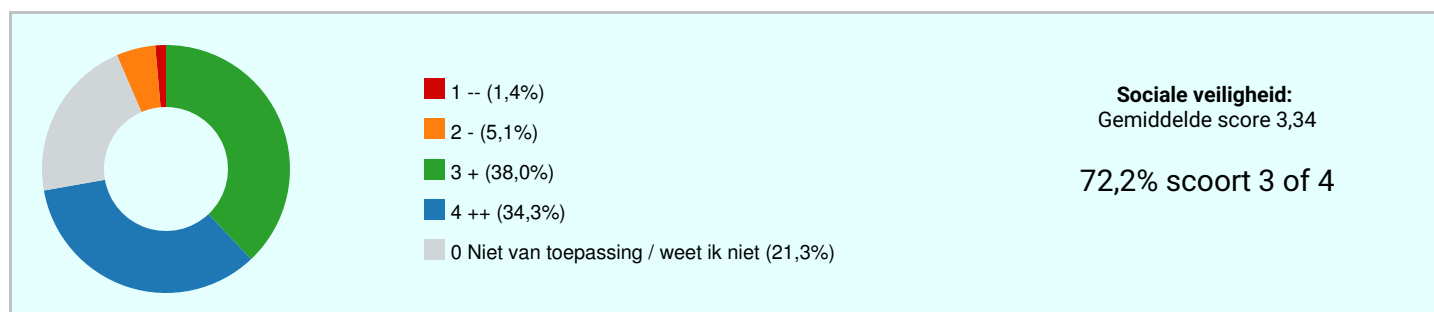 1 -- (1,4%)
2 - (5,1%)
3 + (38,0%)
4 ++ (34,3%)
0 Niet van toepassing / weet ik niet (21,3%)
Sociale veiligheid:
Gemiddelde score 3,34
72,2% scoort 3 of 4